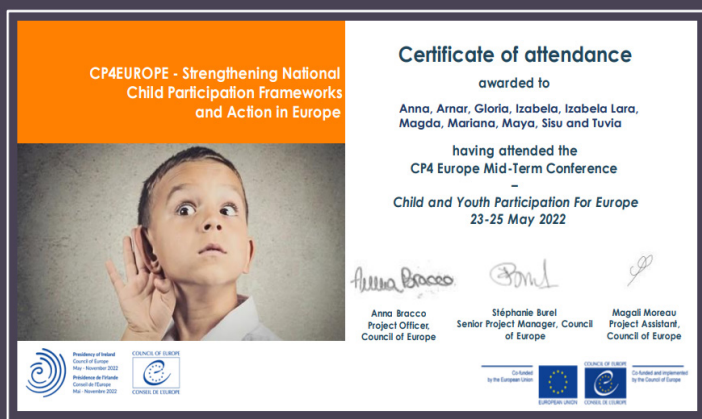 CP4EUROPE - Strengthening National
Child Participation Frameworks
and Action in Europe
Certificate of attendance
awarded to
Anna, Arnar, Gloria, Izabela, Izabela Lara,
Magda, Mariana, Maya, Sisu and Tuvia
having attended the
CP4 Europe Mid-Term Conference
–
Child and Youth Participation For Europe
23-25 May 2022
Anna Bracco
Anna Bracco
Project Officer,
Council of Europe
Stéphanie Burel
Senior Project Manager, Council
of Europe
Magali Moreau
Project Assistant,
Council of Europe
Presidency of Ireland
Council of Europe
May - November 2022
Présidence de l'Irlande
Conseil de l'Europe
Mai - Novembre 2022
COUNCIL OF EUROPE
CONSEIL DE L'EUROPE
Co-funded
by the European Union
EUROPEAN UNION
COUNCIL OF EUROPE
CONSEIL DE L'EUROPE
Co-funded and implemented
by the Council of Europe